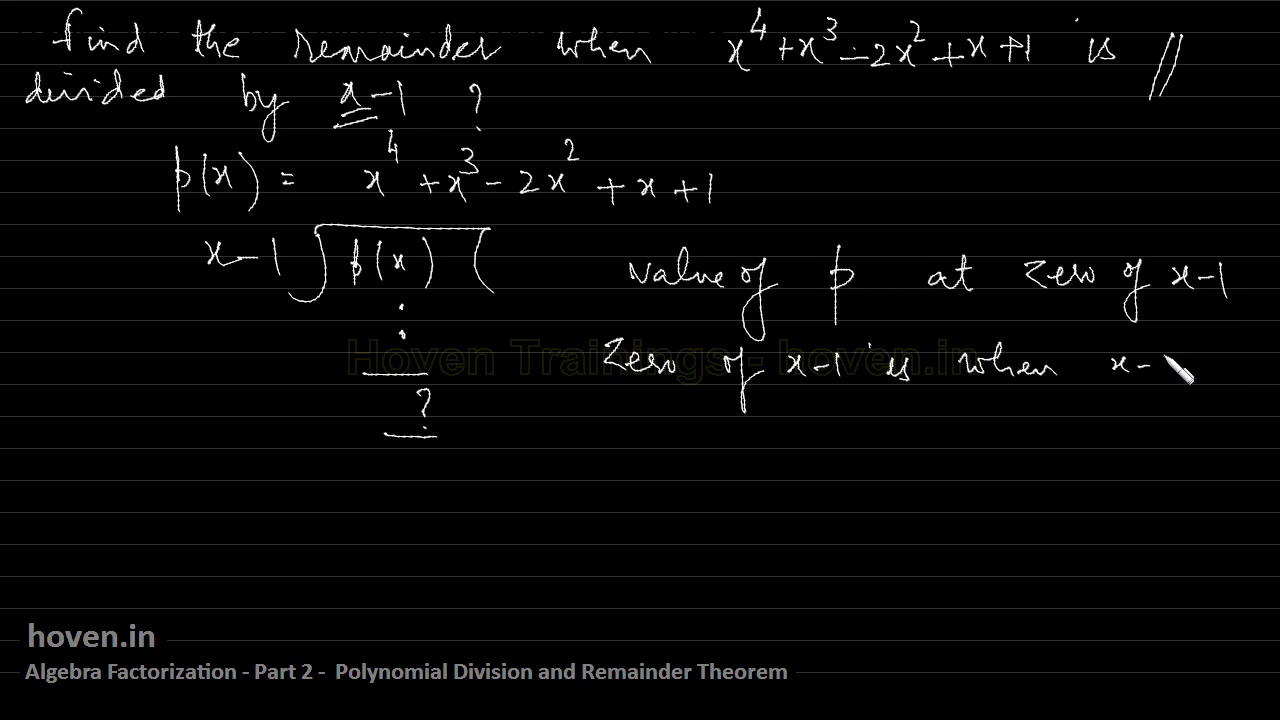 find the remainder when x⁴ + x³ - 2x² + x + 1 is //
divided by x - 1 ?
p(x) = x⁴ + x³ - 2x² + x + 1
x - 1 ) p(x) (
value of p at zero of x - 1
:
Hoven Trainings - hoven.in
zero of x - 1 is when x -
?
hoven.in
Algebra Factorization - Part 2 - Polynomial Division and Remainder Theorem